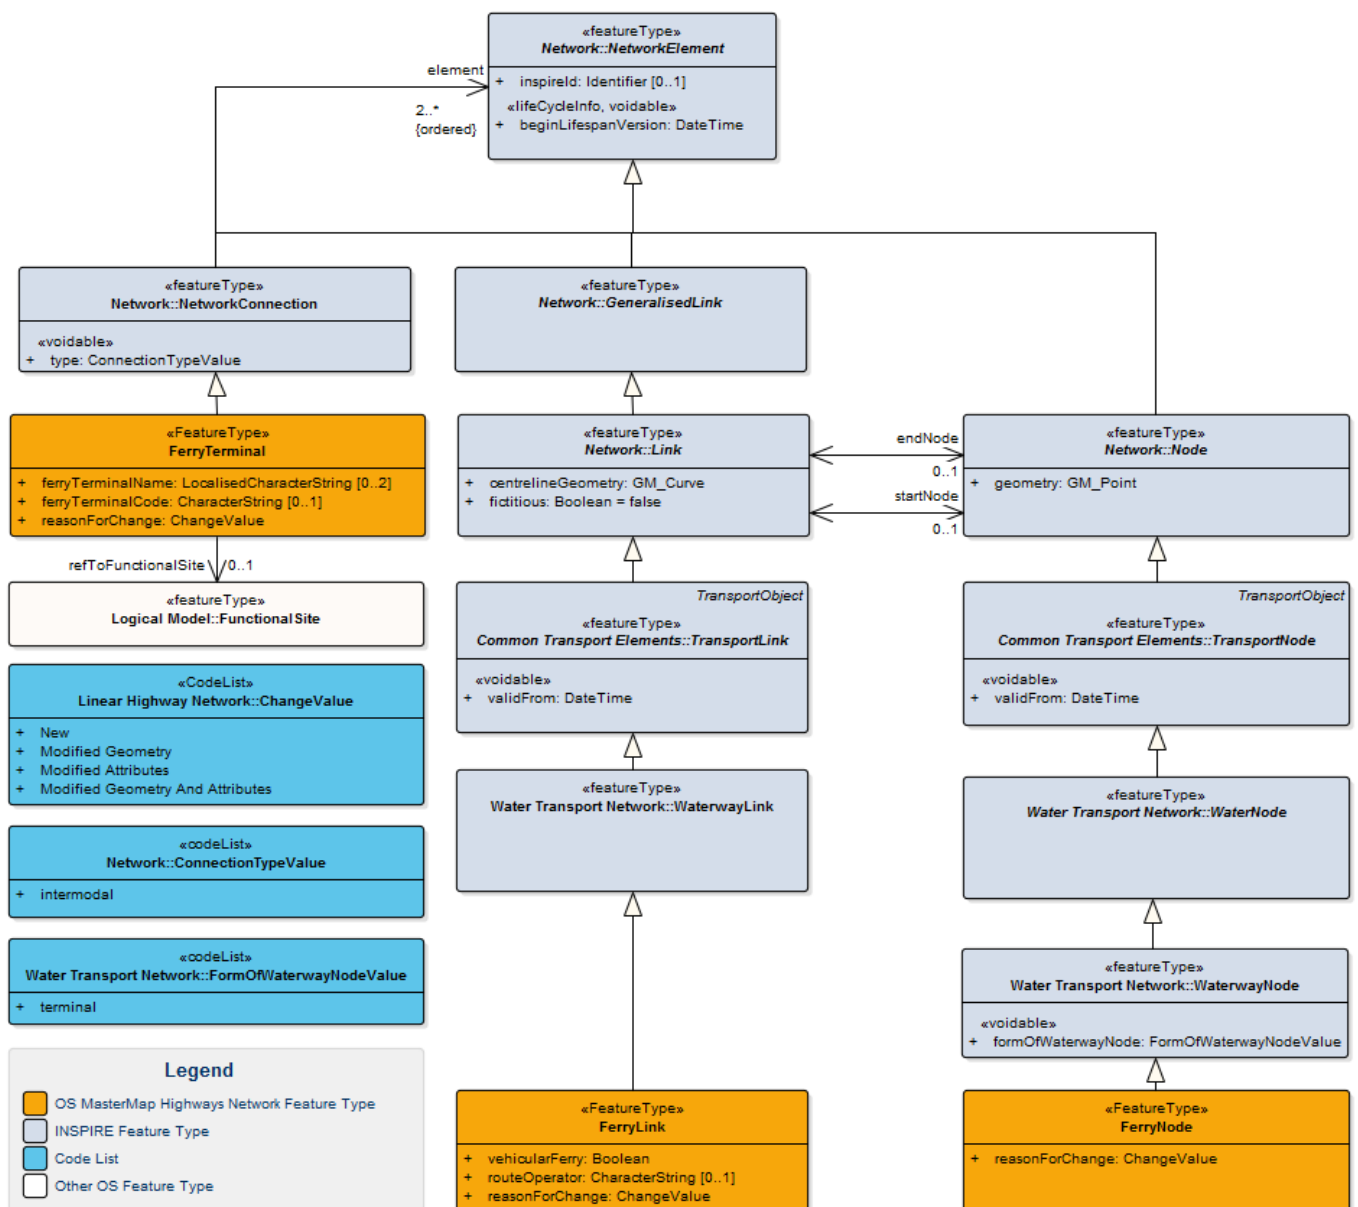 «featureType»
Network::NetworkElement
+ inspireId: Identifier [0..1]
«lifeCycleInfo, voidable»
+ beginLifespanVersion: DateTime
element
2..*
{ordered}
«featureType»
Network::NetworkConnection
«voidable»
+ type: ConnectionTypeValue
«featureType»
Network::GeneralisedLink
«FeatureType»
FerryTerminal
+ ferryTerminalName: LocalisedCharacterString [0..2]
+ ferryTerminalCode: CharacterString [0..1]
+ reasonForChange: ChangeValue
«featureType»
Network::Link
+ centrelineGeometry: GM_Curve
+ fictitious: Boolean = false
endNode
0..1
startNode
0..1
«featureType»
Network::Node
+ geometry: GM_Point
refToFunctionalSite
0..1
«featureType»
Logical Model::FunctionalSite
TransportObject
«featureType»
Common Transport Elements::TransportLink
«voidable»
+ validFrom: DateTime
TransportObject
«featureType»
Common Transport Elements::TransportNode
«voidable»
+ validFrom: DateTime
«CodeList»
Linear Highway Network::ChangeValue
+ New
+ Modified Geometry
+ Modified Attributes
+ Modified Geometry And Attributes
«featureType»
Water Transport Network::WaterwayLink
«featureType»
Water Transport Network::WaterNode
«codeList»
Network::ConnectionTypeValue
+ intermodal
«codeList»
Water Transport Network::FormOfWaterwayNodeValue
+ terminal
«featureType»
Water Transport Network::WaterwayNode
«voidable»
+ formOfWaterwayNode: FormOfWaterwayNodeValue
Legend
OS MasterMap Highways Network Feature Type
INSPIRE Feature Type
Code List
Other OS Feature Type
«FeatureType»
FerryLink
+ vehicularFerry: Boolean
+ routeOperator: CharacterString [0..1]
+ reasonForChange: ChangeValue
«FeatureType»
FerryNode
+ reasonForChange: ChangeValue